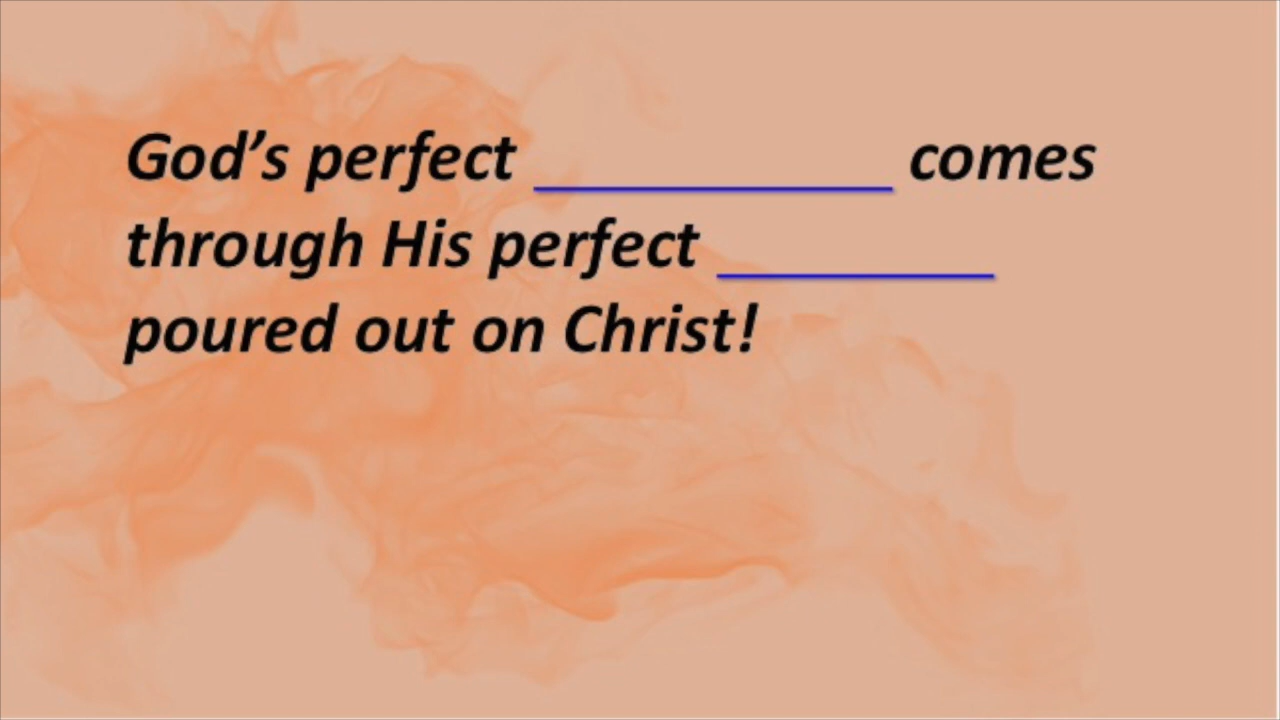 God’s perfect ____________ comes
through His perfect _________
poured out on Christ!